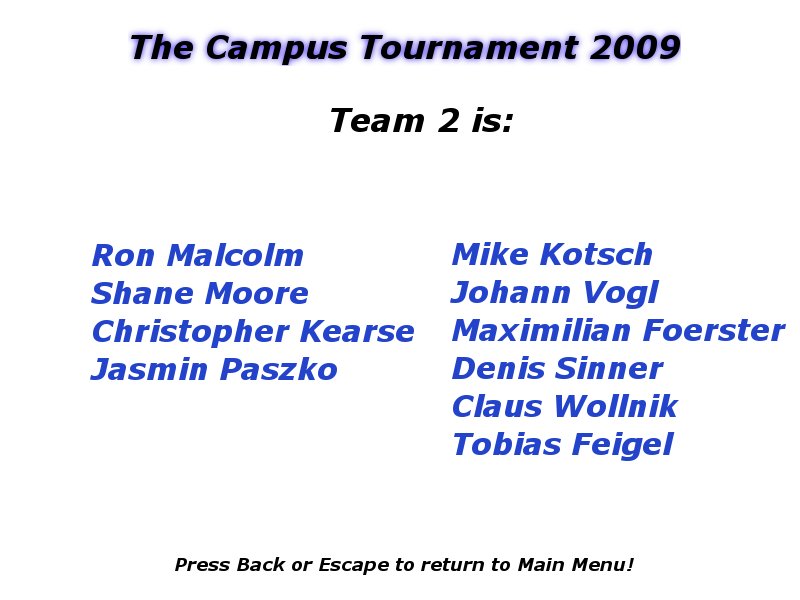 The Campus Tournament 2009
Team 2 is:
Ron Malcolm
Shane Moore
Christopher Kearse
Jasmin Paszko
Mike Kotsch
Johann Vogl
Maximilian Foerster
Denis Sinner
Claus Wollnik
Tobias Feigel
Press Back or Escape to return to Main Menu!